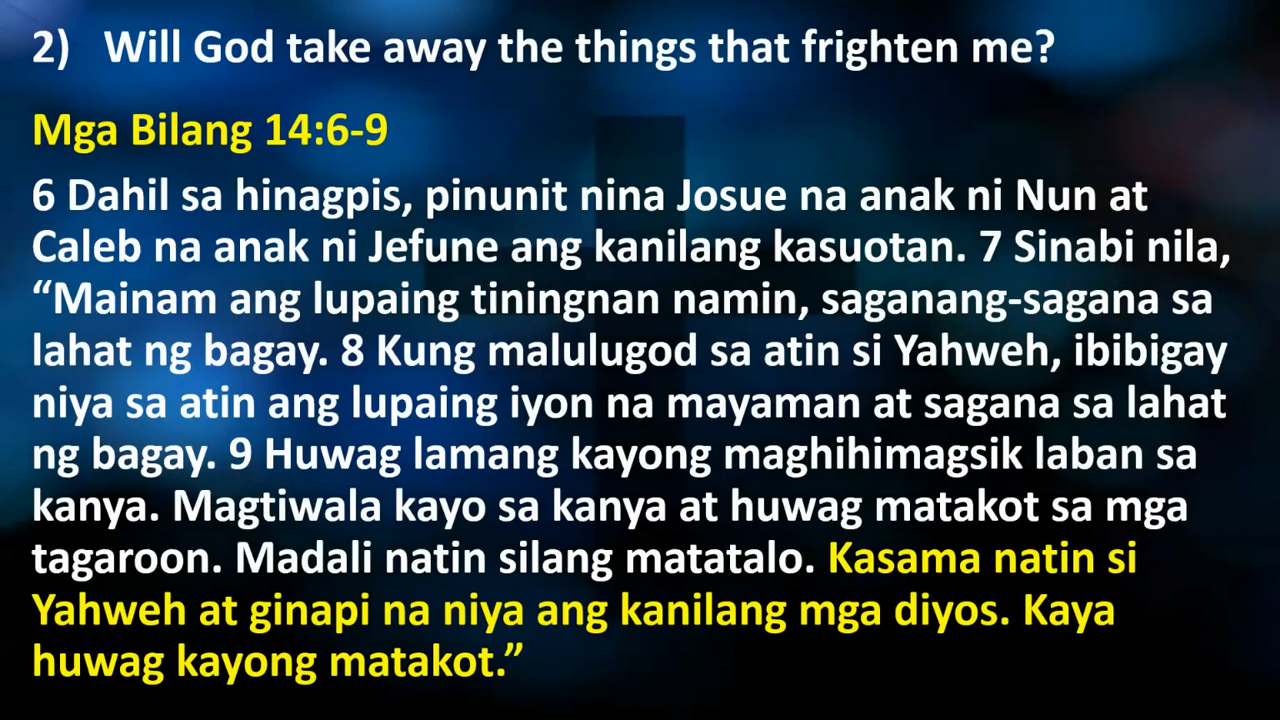 2) Will God take away the things that frighten me?
Mga Bilang 14:6-9
6 Dahil sa hinagpis, pinunit nina Josue na anak ni Nun at
Caleb na anak ni Jefune ang kanilang kasuotan. 7 Sinabi nila,
“Mainam ang lupaing tiningnan namin, saganang-sagana sa
lahat ng bagay. 8 Kung malulugod sa atin si Yahweh, ibibigay
niya sa atin ang lupaing iyon na mayaman at sagana sa lahat
ng bagay. 9 Huwag lamang kayong maghihimagsik laban sa
kanya. Magtiwala kayo sa kanya at huwag matakot sa mga
tagaroon. Madali natin silang matatalo. Kasama natin si
Yahweh at ginapi na niya ang kanilang mga diyos. Kaya
huwag kayong matakot.”